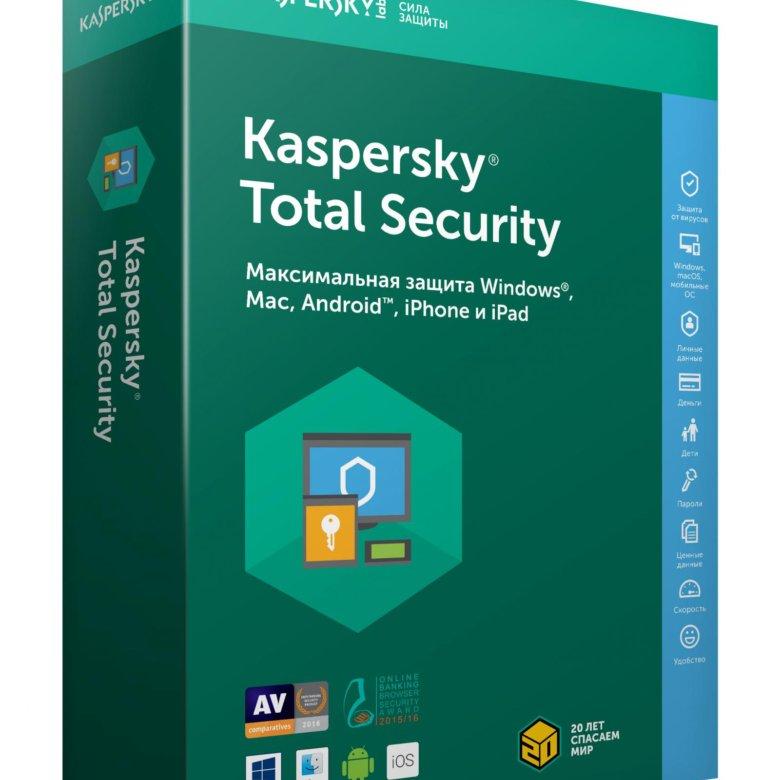 KASPERSKY
KASPERSKY lab
СИЛА
ЗАЩИТЫ
Kaspersky®
Total Security
Kaspersky®
Total Security
Максимальная защита Windows®,
Mac, Android™, iPhone и iPad
Защита
от вирусов
Windows,
macOS,
мобильные
ОС
Личные
данные
Деньги
Дети
Пароли
Ценные
данные
Скорость
Удобство
AV
comparatives
2016
ONLINE
BANKING
BROWSER
SECURITY
AWARD
2015/16
iOS
20
20 ЛЕТ
СПАСАЕМ
МИР